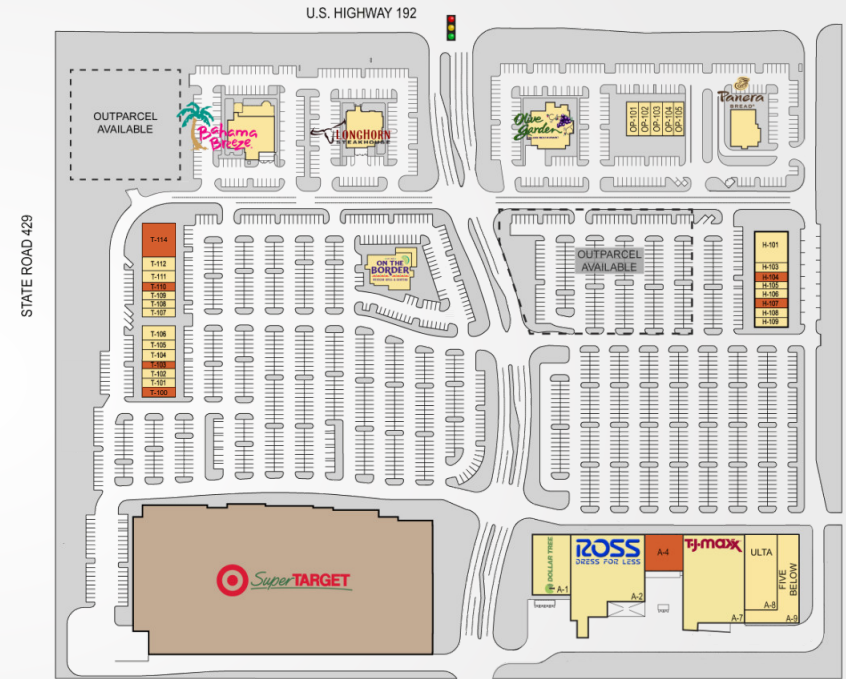 U.S. HIGHWAY 192
STATE ROAD 429
OUTPARCEL
AVAILABLE
Bahama
Breeze
LONGHORN
STEAKHOUSE
Olive
Garden
OP-101
OP-102
OP-103
OP-104
OP-105
Panera
BREAD
T-114
T-112
T-111
T-110
T-109
T-108
T-107
T-106
T-105
T-104
T-103
T-102
T-101
T-100
ON THE
BORDER
OUTPARCEL
AVAILABLE
H-101
H-103
H-104
H-105
H-106
H-107
H-108
H-109
SuperTARGET
DOLLAR TREE
A-1
ROSS
DRESS FOR LESS
A-2
A-4
T·J·maxx
A-7
ULTA
A-8
FIVE
BELOW
A-9